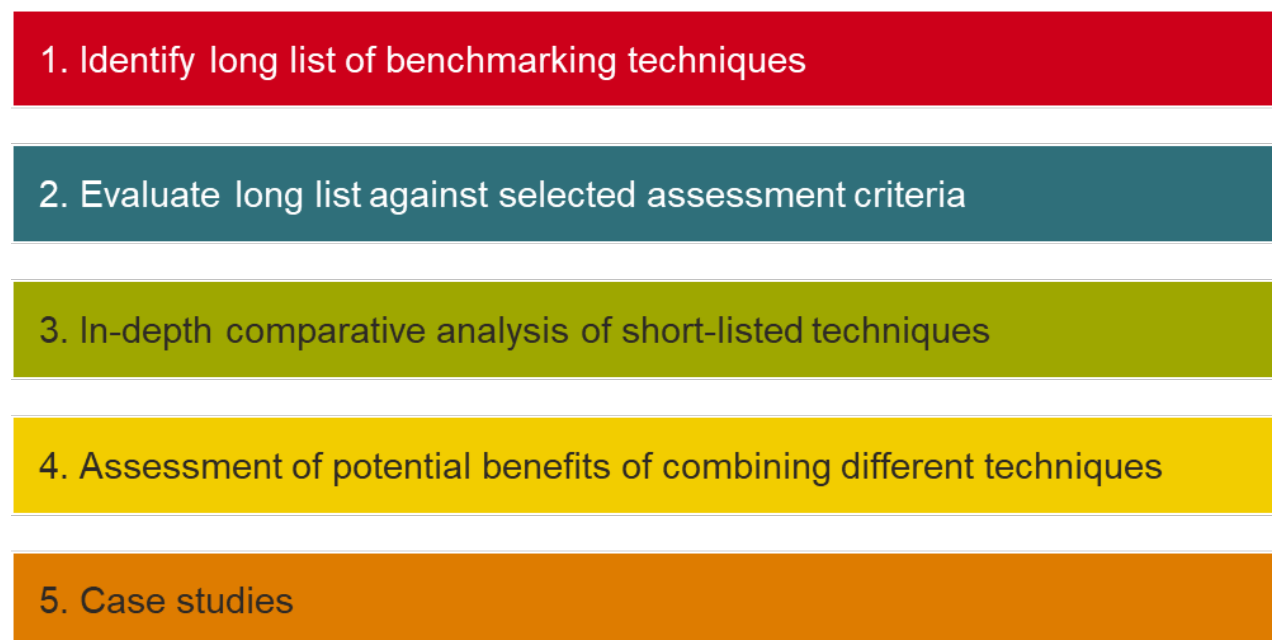 1. Identify long list of benchmarking techniques
2. Evaluate long list against selected assessment criteria
3. In-depth comparative analysis of short-listed techniques
4. Assessment of potential benefits of combining different techniques
5. Case studies